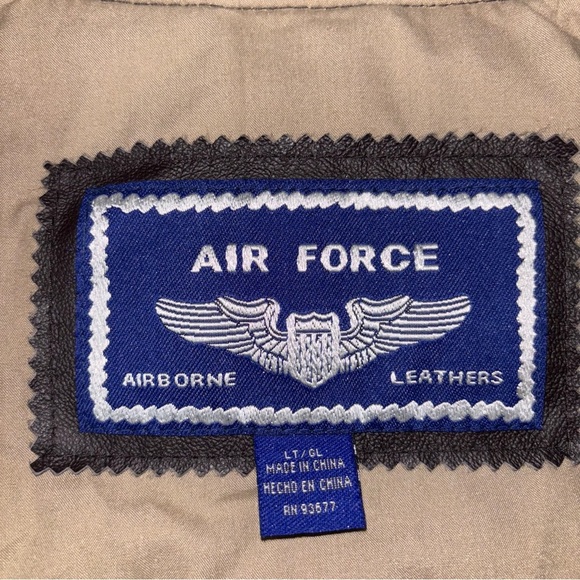 AIR FORCE
AIRBORNE LEATHERS
LT/GL
MADE IN CHINA
HECHO EN CHINA
RN 93677